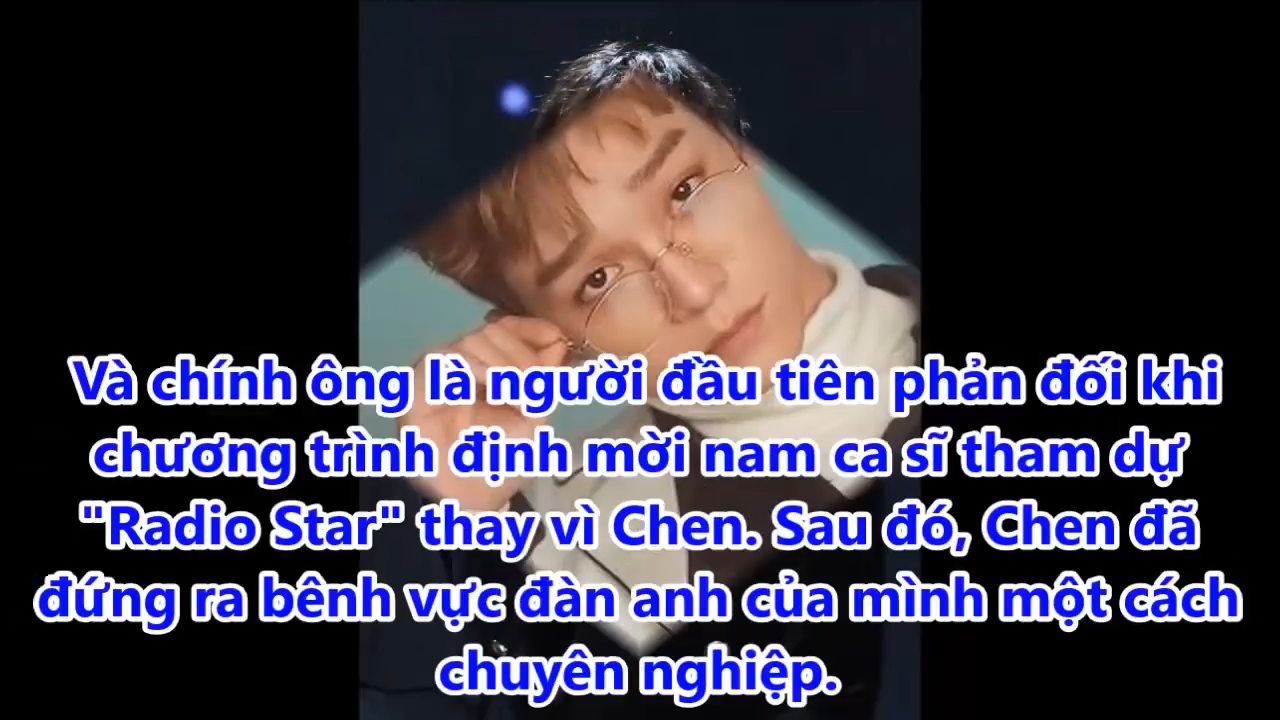 Và chính ông là người đầu tiên phản đối khi
chương trình định mời nam ca sĩ tham dự
"Radio Star" thay vì Chen. Sau đó, Chen đã
đứng ra bênh vực đàn anh của mình một cách
chuyên nghiệp.